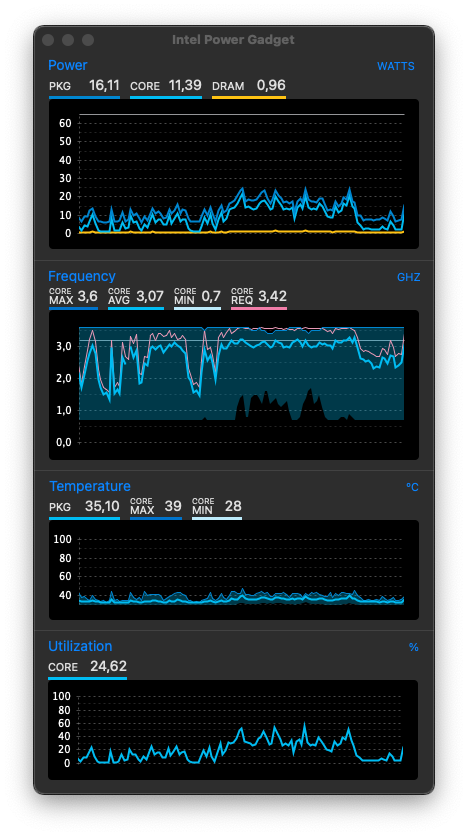 Intel Power Gadget
Power WATTS
PKG 16,11 CORE 11,39 DRAM 0,96
60
50
40
30
20
10
0
Frequency GHZ
CORE MAX 3,6 CORE AVG 3,07 CORE MIN 0,7 CORE REQ 3,42
3,0
2,0
1,0
0,0
Temperature °C
PKG 35,10 CORE MAX 39 CORE MIN 28
100
80
60
40
Utilization %
CORE 24,62
100
80
60
40
20
0